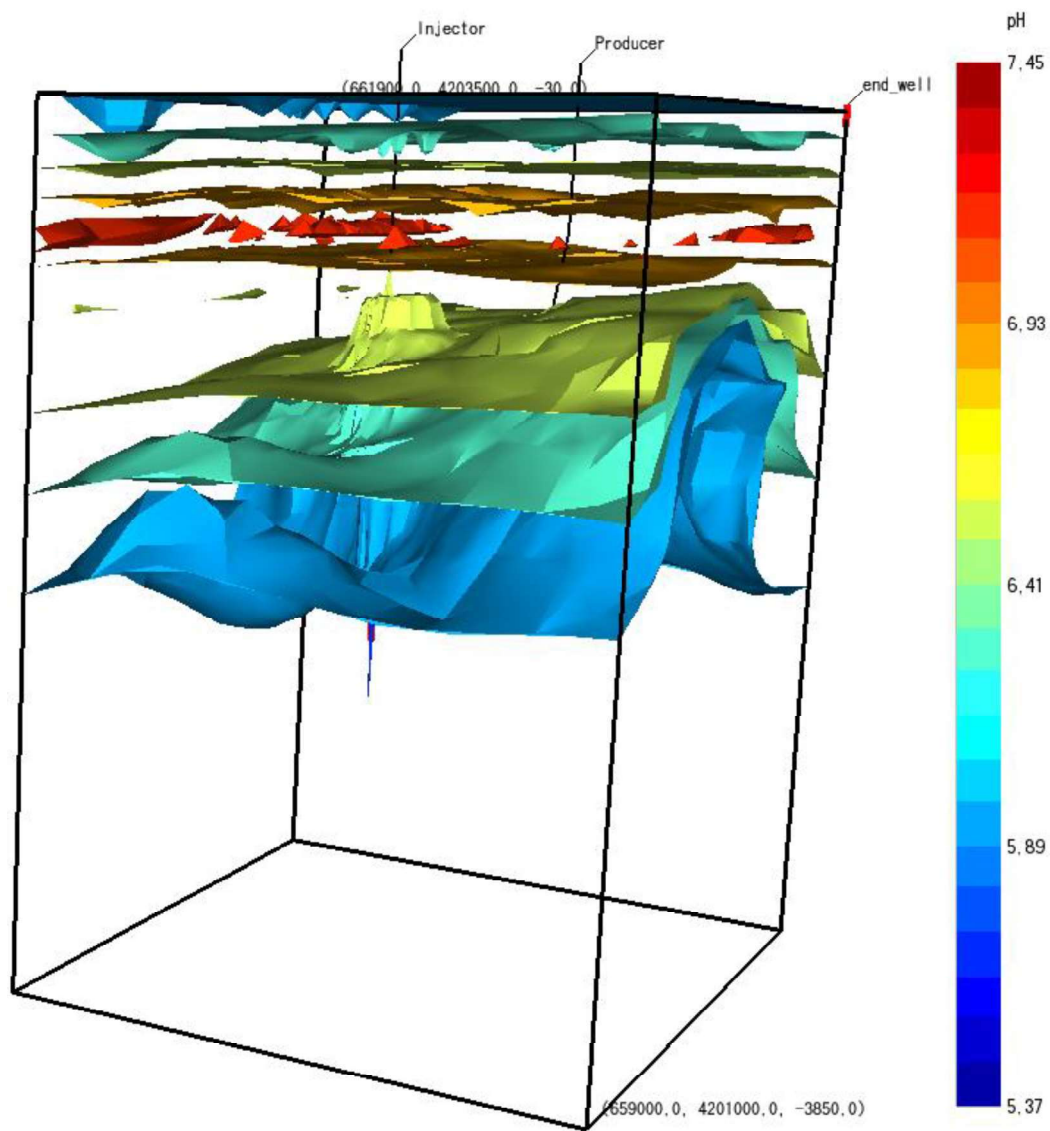 pH
Injector
Producer
7,45
(661900.0, 4203500.0, -30.0)
end_well
6,93
6,41
5,89
(659000.0, 4201000.0, -3850.0)
5,37